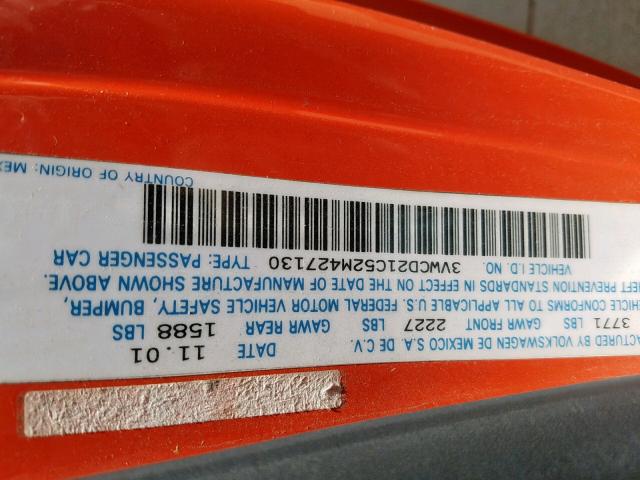 ACTURED BY VOLKSWAGEN DE MEXICO S.A. DE C.V. DATE 11.01
3771 LBS GAWR FRONT 2227 LBS GAWR REAR 1588 LBS
HICLE CONFORMS TO ALL APPLICABLE U.S. FEDERAL MOTOR VEHICLE SAFETY, BUMPER,
HEFT PREVENTION STANDARDS IN EFFECT ON THE DATE OF MANUFACTURE SHOWN ABOVE.
VEHICLE I.D. NO. 3VWCD21C52M427130 TYPE: PASSENGER CAR
COUNTRY OF ORIGIN: MEX